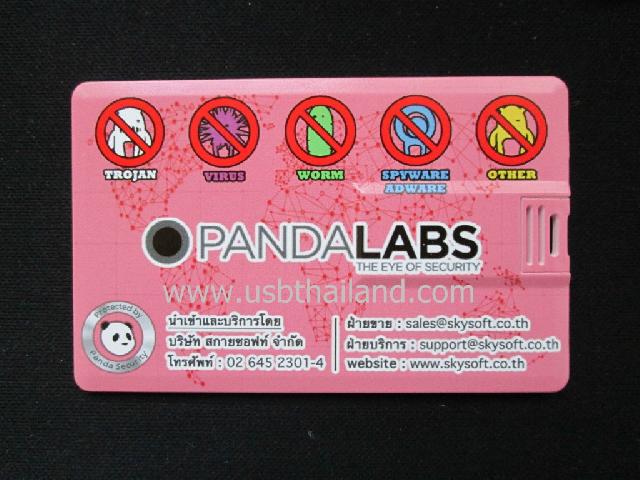 TROJAN
VIRUS
WORM
SPYWARE
ADWARE
OTHER
PANDALABS
THE EYE OF SECURITY
www.usbthailand.com
Protected by
Panda Security
นำเข้าและบริการโดย
บริษัท สกายซอฟท์ จำกัด
โทรศัพท์ : 02 645 2301-4
ฝ่ายขาย : sales@skysoft.co.th
ฝ่ายบริการ : support@skysoft.co.th
website : www.skysoft.co.th